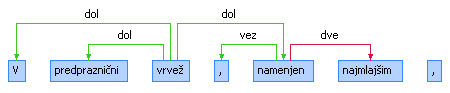 dol dol
dol vez dve
V predpraznični vrvež , namenjen najmlajšim ,